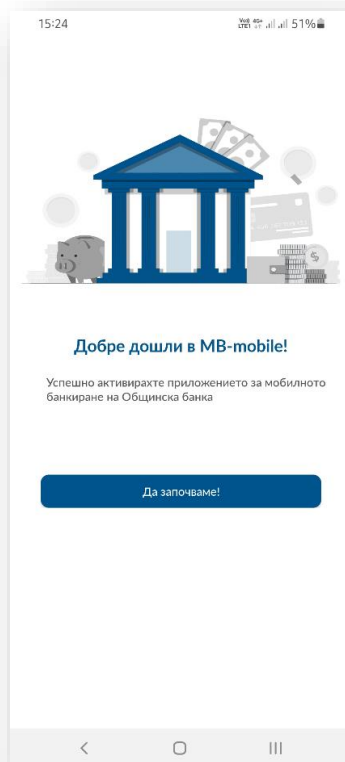 15:24
51%
Добре дошли в MB-mobile!
Успешно активирахте приложението за мобилното
банкиране на Общинска банка
Да започваме!